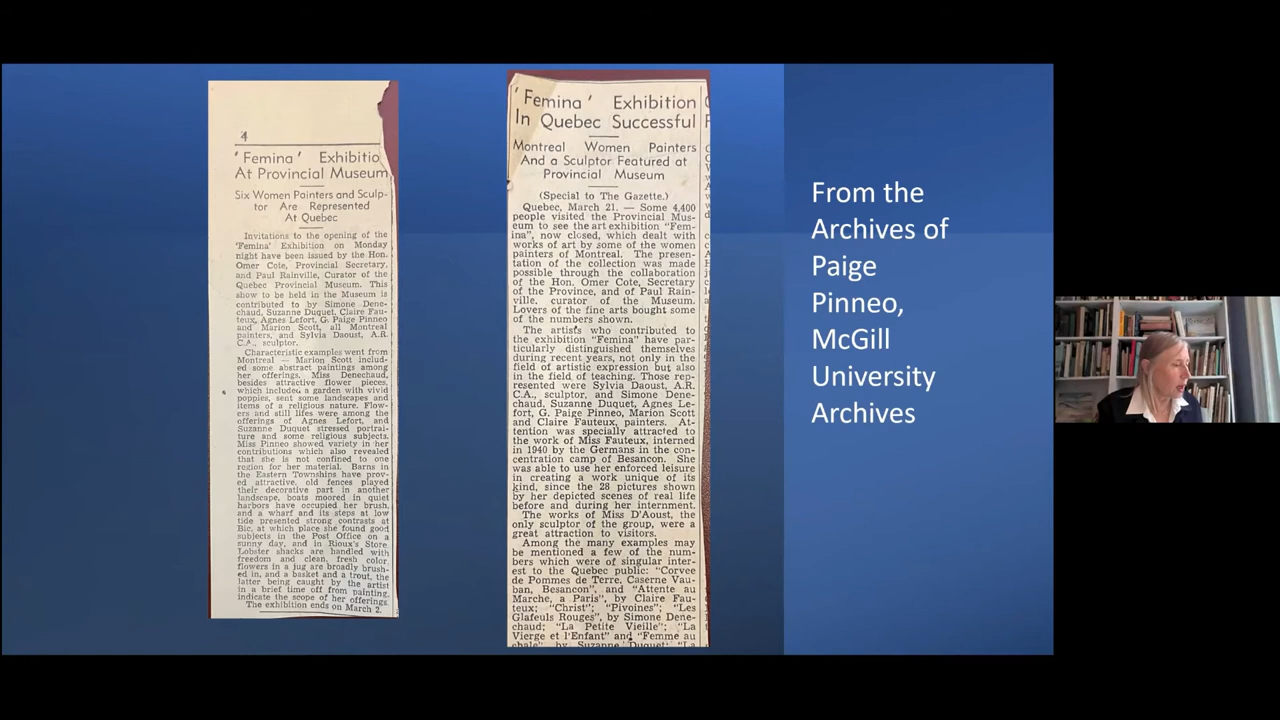 4
'Femina' Exhibitio
At Provincial Museum
Six Women Painters and Sculp-
tor Are Represented
At Quebec
Invitations to the opening of the
'Femina' Exhibition on Monday
night have been issued by the Hon.
Omer Cote, Provincial Secretary,
and Paul Rainville, Curator of the
Quebec Provincial Museum. This
show to be held in the Museum is
contributed to by Simone Dene-
chaud, Suzanne Duquet, Claire Fau-
teux, Agnes Lefort, G. Paige Pinneo
and Marion Scott, all Montreal
painters, and Sylvia Daoust, A.R.
C.A., sculptor.
Characteristic examples went from
Montreal — Marion Scott includ-
ed some abstract paintings among
her offerings. Miss Denechaud,
besides attractive flower pieces,
which includes a garden with vivid
poppies, sent some landscapes and
items of a religious nature. Flow-
ers and still lifes were among the
offerings of Agnes Lefort, and
Suzanne Duquet stressed portrai-
ture and some religious subjects.
Miss Pinneo showed variety in her
contributions which also revealed
that she is not confined to one
region for her material. Barns in
the Eastern Townships have prov-
ed attractive, old fences played
their decorative part in another
landscape, boats moored in quiet
harbors have occupied her brush,
and a wharf and its steps at low
tide presented strong contrasts at
Bic, at which place she found good
subjects in the Post Office on a
sunny day, and in Rioux's Store.
Lobster shacks are handled with
freedom and clean, fresh color,
flowers in a jug are broadly brush-
ed in, and a basket and a trout, the
latter being caught by the artist
in a brief time off from painting,
indicate the scope of her offerings.
The exhibition ends on March 2.
'Femina' Exhibition
In Quebec Successful
Montreal Women Painters
And a Sculptor Featured at
Provincial Museum
(Special to The Gazette.)
Quebec, March 21. — Some 4,400
people visited the Provincial Mus-
eum to see the art exhibition "Fem-
ina", now closed, which dealt with
works of art by some of the women
painters of Montreal. The presen-
tation of the collection was made
possible through the collaboration
of the Hon. Omer Cote, Secretary
of the Province, and of Paul Rain-
ville, curator of the Museum.
Lovers of the fine arts bought some
of the numbers shown.
The artists who contributed to
the exhibition "Femina" have par-
ticularly distinguished themselves
during recent years, not only in the
field of artistic expression but also
in the field of teaching. Those rep-
resented were Sylvia Daoust, A.R.
C.A., sculptor, and Simone Dene-
chaud, Suzanne Duquet, Agnes Le-
fort, G. Paige Pinneo, Marion Scott
and Claire Fauteux, painters. At-
tention was specially attracted to
the work of Miss Fauteux, interned
in 1940 by the Germans in the con-
centration camp of Besancon. She
was able to use her enforced leisure
in creating a work unique of its
kind, since the 28 pictures shown
by her depicted scenes of real life
before and during her internment.
The works of Miss D'Aoust, the
only sculptor of the group, were a
great attraction to visitors.
Among the many examples may
be mentioned a few of the num-
bers which were of singular inter-
est to the Quebec public: "Corvee
de Pommes de Terre, Caserne Vau-
ban, Besancon", and "Attente au
Marche, a Paris", by Claire Fau-
teux; "Christ"; "Pivoines"; "Les
Glafeuls Rouges", by Simone Dene-
chaud; "La Petite Vieille"; "La
Vierge et l'Enfant" and "Femme au
chale" by Suzanne Duquet; "La
From the
Archives of
Paige
Pinneo,
McGill
University
Archives